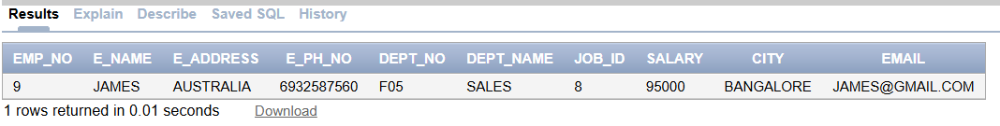 Results Explain Describe Saved SQL History
EMP_NO E_NAME E_ADDRESS E_PH_NO DEPT_NO DEPT_NAME JOB_ID SALARY CITY EMAIL
9 JAMES AUSTRALIA 6932587560 F05 SALES 8 95000 BANGALORE JAMES@GMAIL.COM
1 rows returned in 0.01 seconds Download